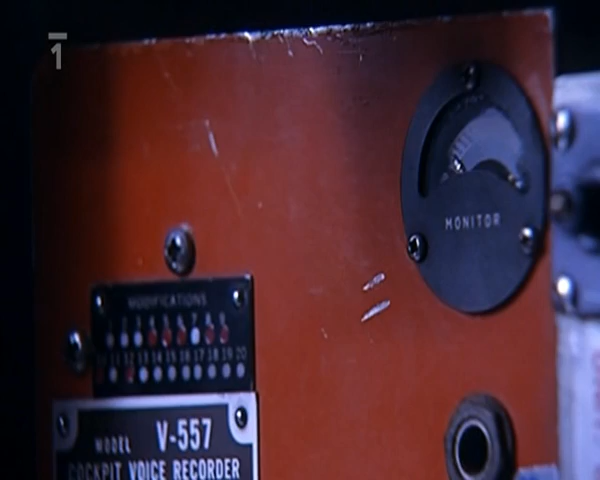 1
MONITOR
MODIFICATIONS
1 2 3 4 5 6 7 8 9
11 12 13 14 15 16 17 18 19 20
MODEL V-557
COCKPIT VOICE RECORDER